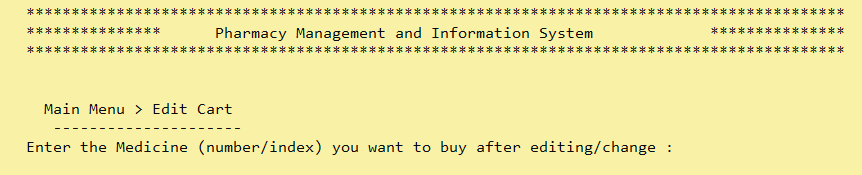 *******************************************************************************************
***************      Pharmacy Management and Information System             ***************
*******************************************************************************************
Main Menu > Edit Cart
---------------------
Enter the Medicine (number/index) you want to buy after editing/change :